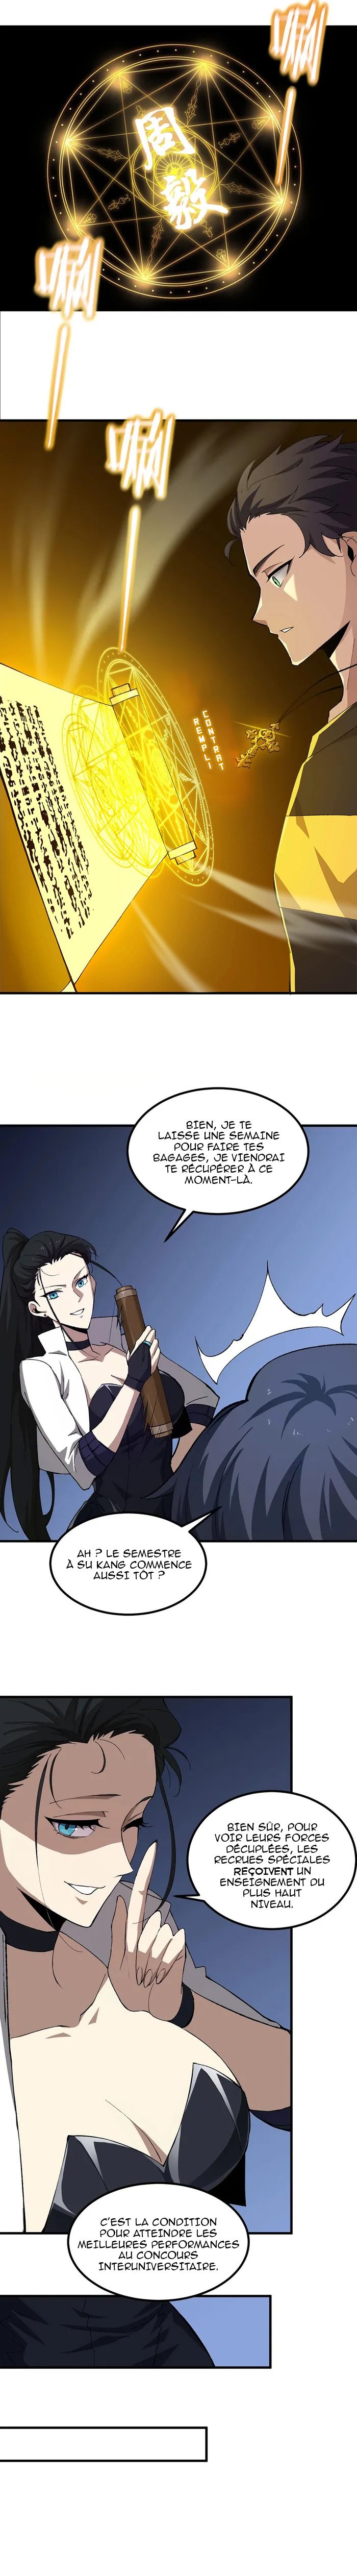 周
毅
REMPLI
CONTRAT
BIEN, JE TE
LAISSE UNE SEMAINE
POUR FAIRE TES
BAGAGES, JE VIENDRAI
TE RÉCUPÉRER À CE
MOMENT-LÀ.
AH ? LE SEMESTRE
À SU KANG COMMENCE
AUSSI TÔT ?
BIEN SÛR, POUR
VOIR LEURS FORCES
DÉCUPLÉES, LES
RECRUES SPÉCIALES
REÇOIVENT UN
ENSEIGNEMENT DU
PLUS HAUT
NIVEAU.
C'EST LA CONDITION
POUR ATTEINDRE LES
MEILLEURES PERFORMANCES
AU CONCOURS
INTERUNIVERSITAIRE.